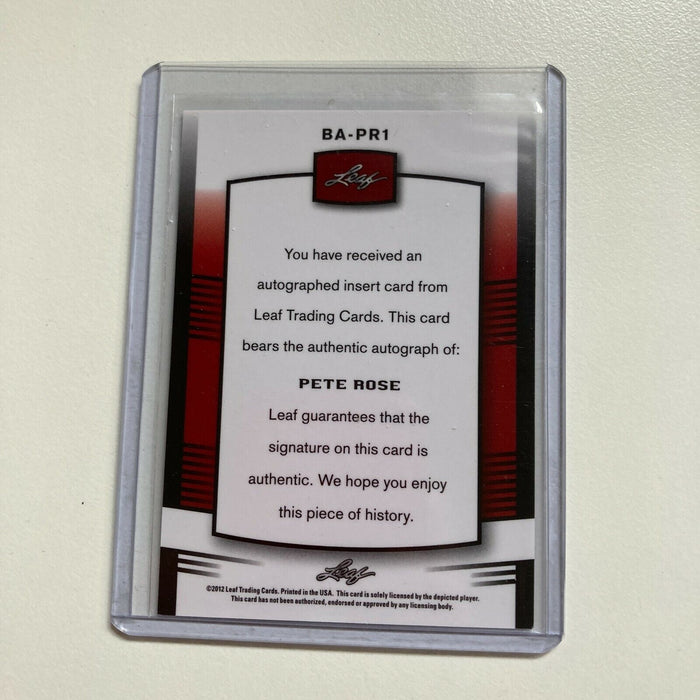 BA-PR1
Leaf
You have received an
autographed insert card from
Leaf Trading Cards. This card
bears the authentic autograph of:
PETE ROSE
Leaf guarantees that the
signature on this card is
authentic. We hope you enjoy
this piece of history.
Leaf
©2012 Leaf Trading Cards. Printed in the USA. This card is solely licensed by the depicted player.
This card has not been authorized, endorsed or approved by any licensing body.